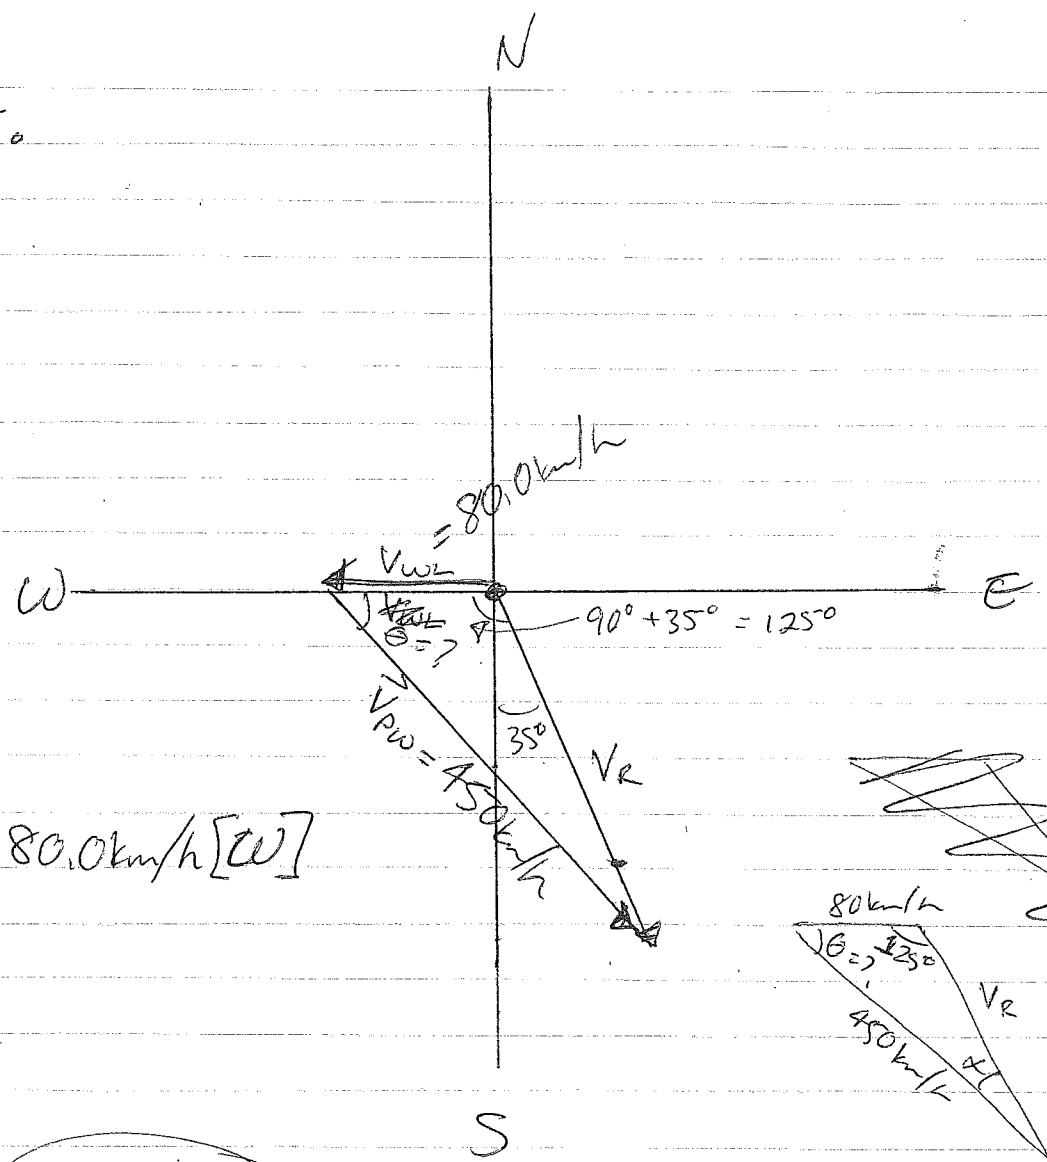 N
= 80.0km/h
V_WL
W
E
θ=?
90° + 35° = 125°
35°
V_PW = 450km/h
V_R
80.0km/h [W]
80km/h
θ=?
125°
V_R
450km/h
α
S